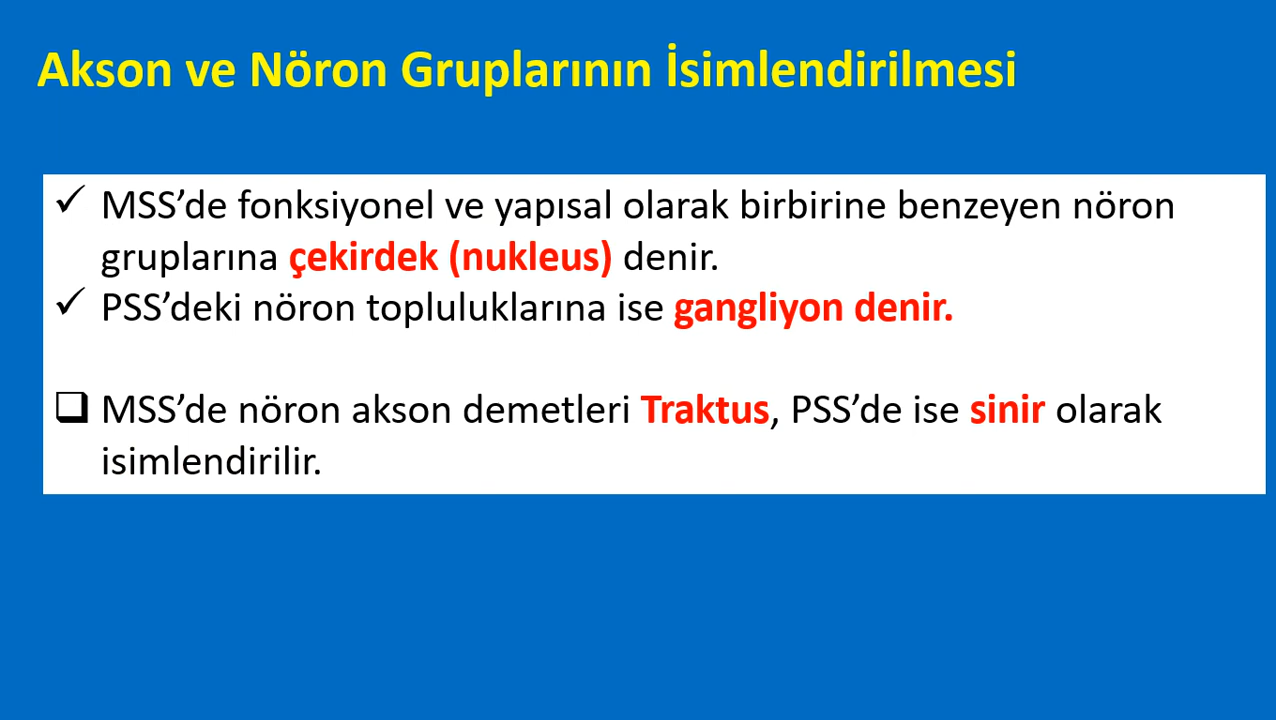 Akson ve Nöron Gruplarının İsimlendirilmesi
✓ MSS’de fonksiyonel ve yapısal olarak birbirine benzeyen nöron
gruplarına çekirdek (nukleus) denir.
✓ PSS’deki nöron topluluklarına ise gangliyon denir.
❑ MSS’de nöron akson demetleri Traktus, PSS’de ise sinir olarak
isimlendirilir.